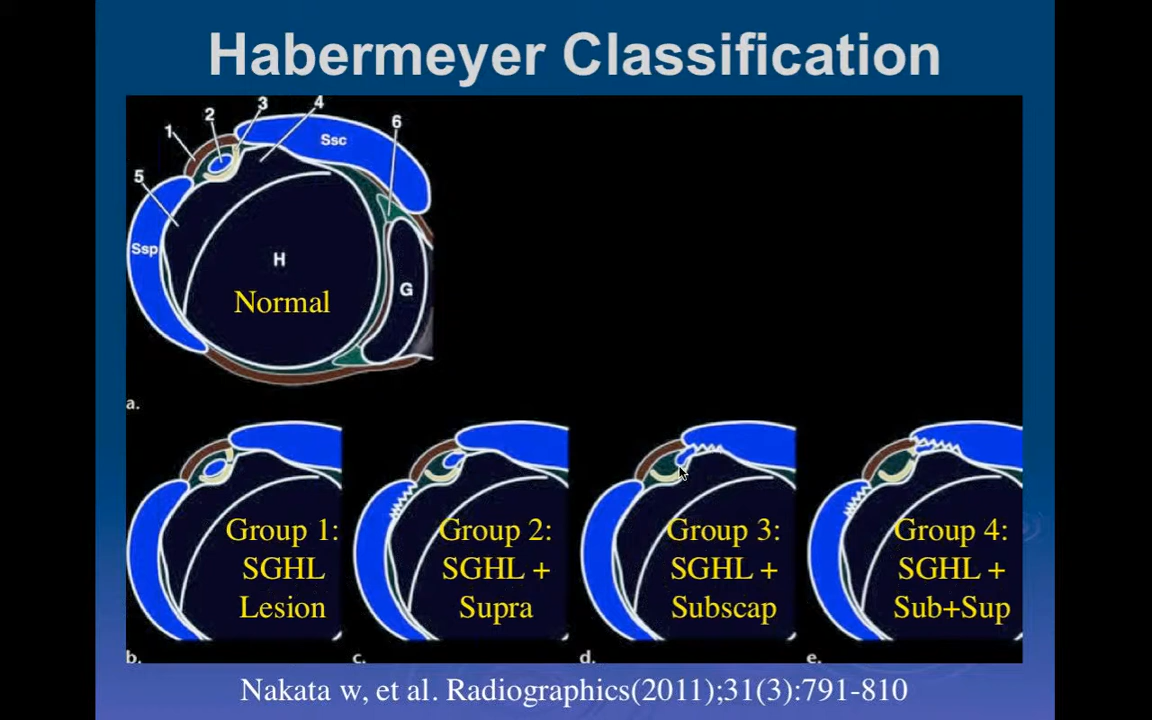 Habermeyer Classification
1
2
3
4
5
6
Ssc
Ssp
H
G
Normal
a.
Group 1:
SGHL
Lesion
b.
Group 2:
SGHL +
Supra
c.
Group 3:
SGHL +
Subscap
d.
Group 4:
SGHL +
Sub+Sup
e.
Nakata w, et al. Radiographics(2011);31(3):791-810